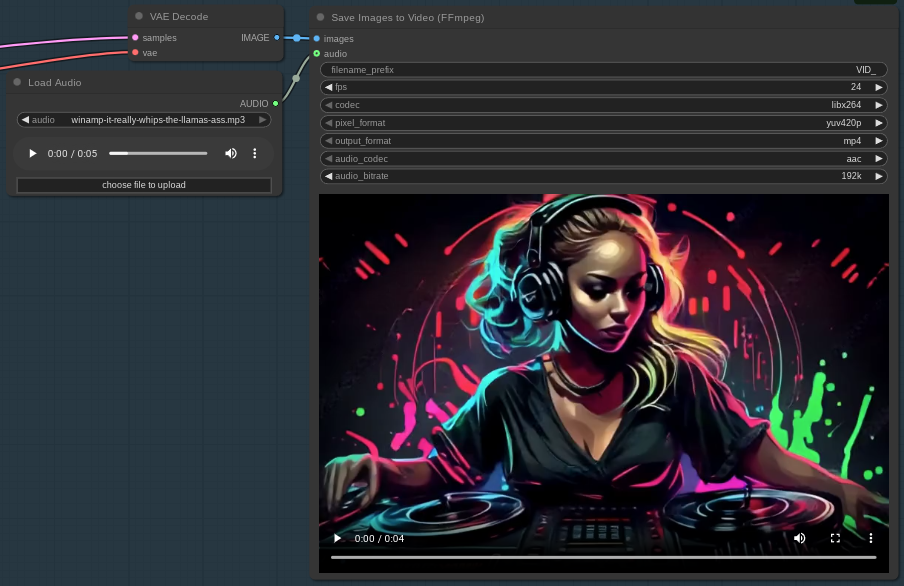 VAE Decode
samples
IMAGE
vae
Load Audio
AUDIO
audio winamp-it-really-whips-the-llamas-ass.mp3
0:00 / 0:05
choose file to upload
Save Images to Video (FFmpeg)
images
audio
filename_prefix VID_
fps 24
codec libx264
pixel_format yuv420p
output_format mp4
audio_codec aac
audio_bitrate 192k
0:00 / 0:04